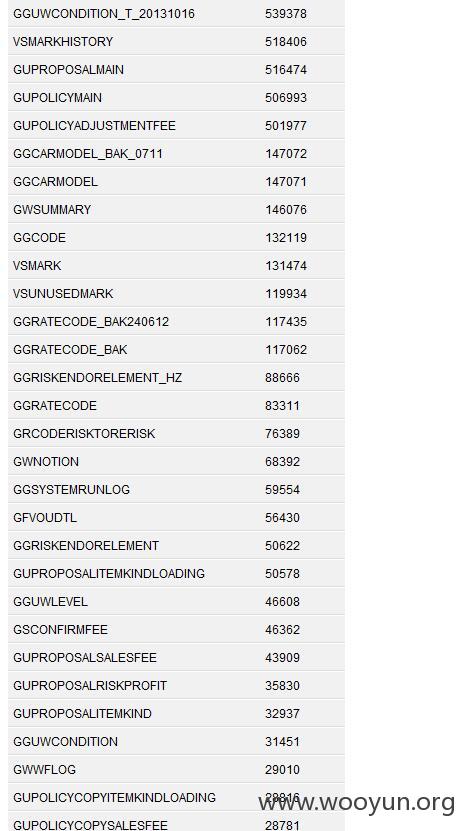 GGUWCONDITION_T_20131016 539378
VSMARKHISTORY 518406
GUPROPOSALMAIN 516474
GUPOLICYMAIN 506993
GUPOLICYADJUSTMENTFEE 501977
GGCARMODEL_BAK_0711 147072
GGCARMODEL 147071
GWSUMMARY 146076
GGCODE 132119
VSMARK 131474
VSUNUSEDMARK 119934
GGRATECODE_BAK240612 117435
GGRATECODE_BAK 117062
GGRISKENDORELEMENT_HZ 88666
GGRATECODE 83311
GRCODERISKTORERISK 76389
GWNOTION 68392
GGSYSTEMRUNLOG 59554
GFVOUDTL 56430
GGRISKENDORELEMENT 50622
GUPROPOSALITEMKINDLOADING 50578
GGUWLEVEL 46608
GSCONFIRMFEE 46362
GUPROPOSALSALESFEE 43909
GUPROPOSALRISKPROFIT 35830
GUPROPOSALITEMKIND 32937
GGUWCONDITION 31451
GWWFLOG 29010
GUPOLICYCOPYITEMKINDLOADING
www.wooyun.org
GUPOLICYCOPYSALESFEE 28781